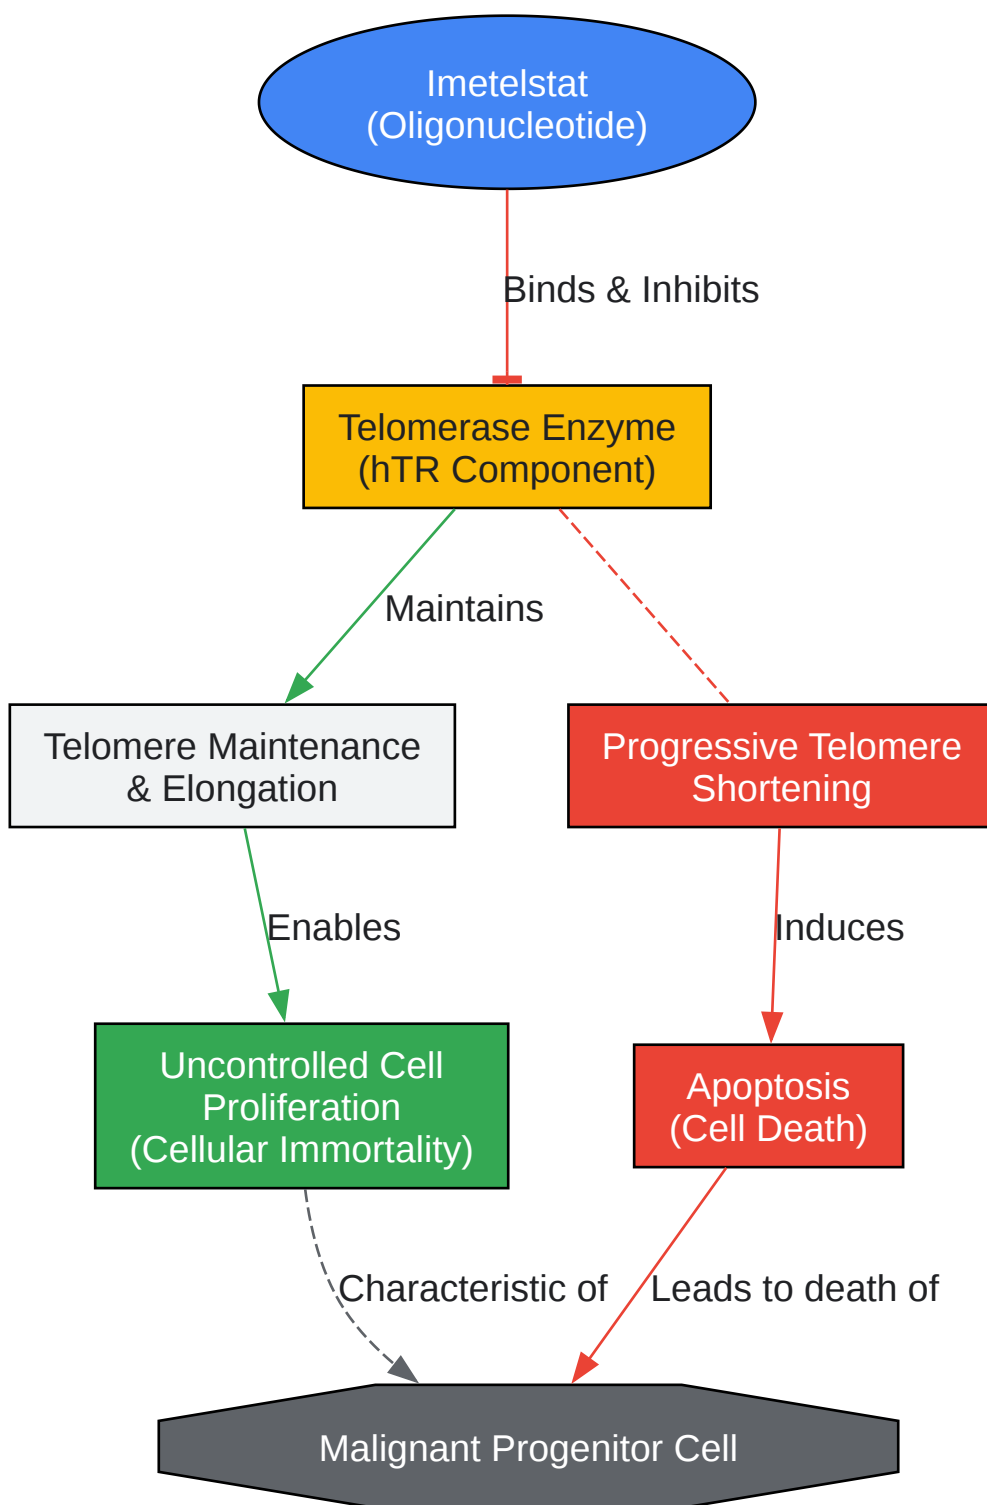 Imetelstat
(Oligonucleotide)
Binds & Inhibits
Telomerase Enzyme
(hTR Component)
Maintains
Telomere Maintenance
& Elongation
Progressive Telomere
Shortening
Enables
Induces
Uncontrolled Cell
Proliferation
(Cellular Immortality)
Apoptosis
(Cell Death)
Characteristic of
Leads to death of
Malignant Progenitor Cell